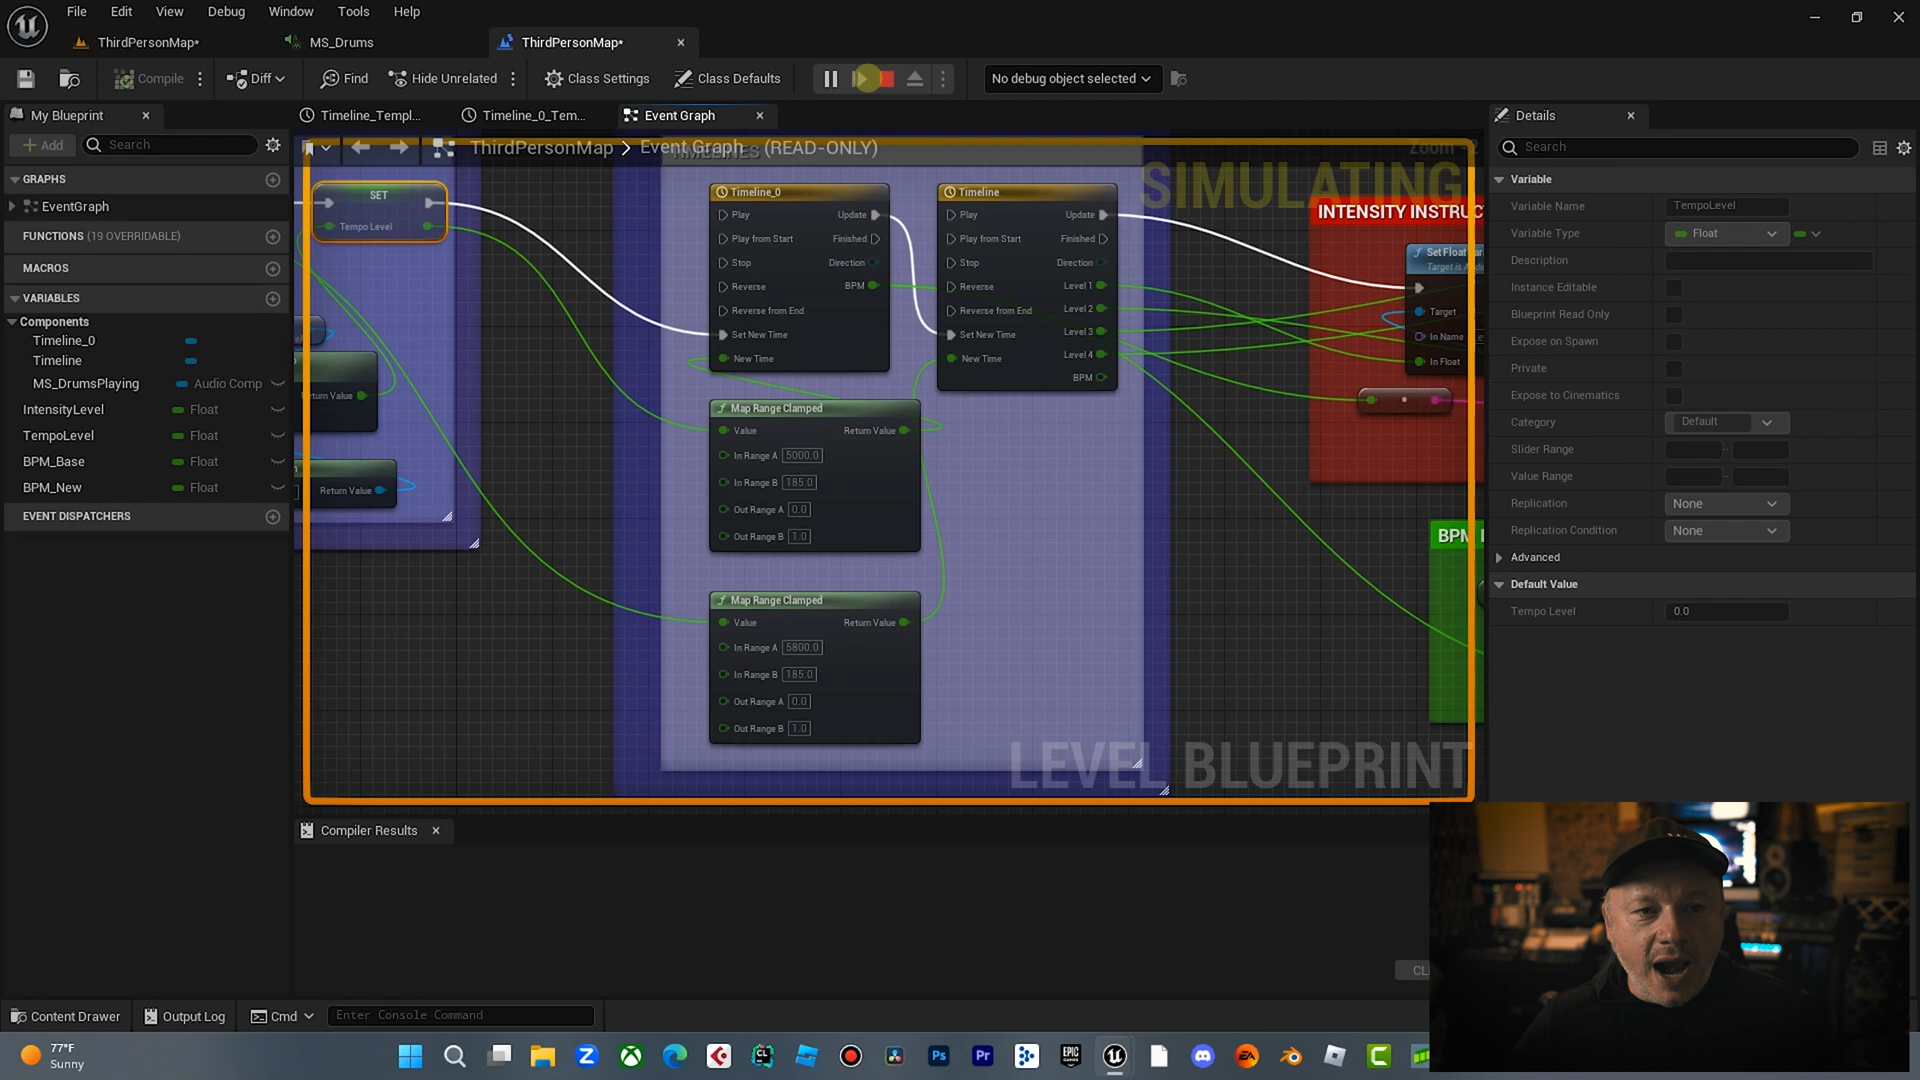 File Edit View Debug Window Tools Help
ThirdPersonMap* MS_Drums ThirdPersonMap*
Compile Diff Find Hide Unrelated Class Settings Class Defaults No debug object selected
My Blueprint Timeline_Templ... Timeline_0_Tem... Event Graph Details
Add Search
ThirdPersonMap > Event Graph (READ-ONLY)
SIMULATING
GRAPHS
EventGraph
FUNCTIONS (19 OVERRIDABLE)
MACROS
VARIABLES
Components
Timeline_0
Timeline
MS_DrumsPlaying Audio Comp
IntensityLevel Float
TempoLevel Float
BPM_Base Float
BPM_New Float
EVENT DISPATCHERS
SET
Tempo Level
Return Value
Return Value
TIMELINES
Timeline_0
Play Update
Play from Start Finished
Stop Direction
Reverse BPM
Reverse from End
Set New Time
New Time
Timeline
Play Update
Play from Start Finished
Stop Direction
Reverse Level 1
Reverse from End Level 2
Set New Time Level 3
New Time Level 4
BPM
Map Range Clamped
Value Return Value
In Range A 5000.0
In Range B 185.0
Out Range A 0.0
Out Range B 1.0
Map Range Clamped
Value Return Value
In Range A 5800.0
In Range B 185.0
Out Range A 0.0
Out Range B 1.0
INTENSITY INSTRUC
Set Float
Target is
Target
In Name
In Float
BPM
LEVEL BLUEPRINT
Search
Variable
Variable Name TempoLevel
Variable Type Float
Description
Instance Editable
Blueprint Read Only
Expose on Spawn
Private
Expose to Cinematics
Category Default
Slider Range
Value Range
Replication None
Replication Condition None
Advanced
Default Value
Tempo Level 0.0
Compiler Results
CL
Content Drawer Output Log Cmd Enter Console Command
77°F
Sunny